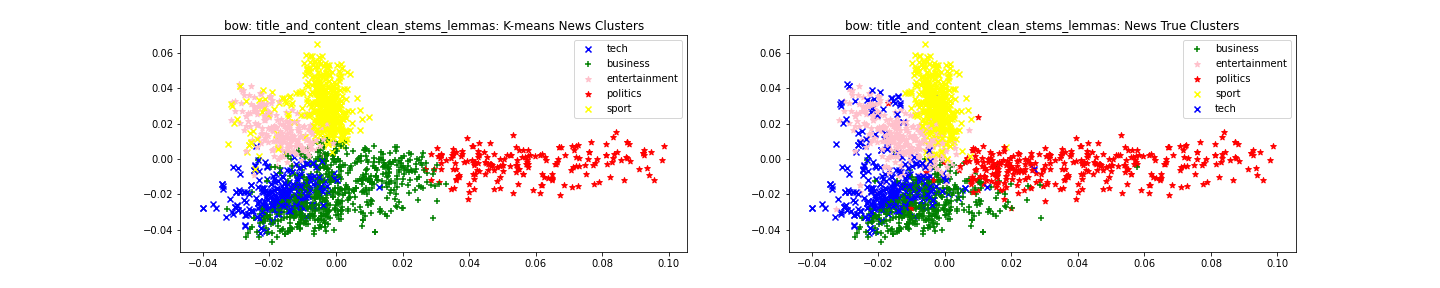 bow: title_and_content_clean_stems_lemmas: K-means News Clusters
tech
business
entertainment
politics
sport
0.06
0.04
0.02
0.00
−0.02
−0.04
−0.04
−0.02
0.00
0.02
0.04
0.06
0.08
0.10
bow: title_and_content_clean_stems_lemmas: News True Clusters
business
entertainment
politics
sport
tech
0.06
0.04
0.02
0.00
−0.02
−0.04
−0.04
−0.02
0.00
0.02
0.04
0.06
0.08
0.10